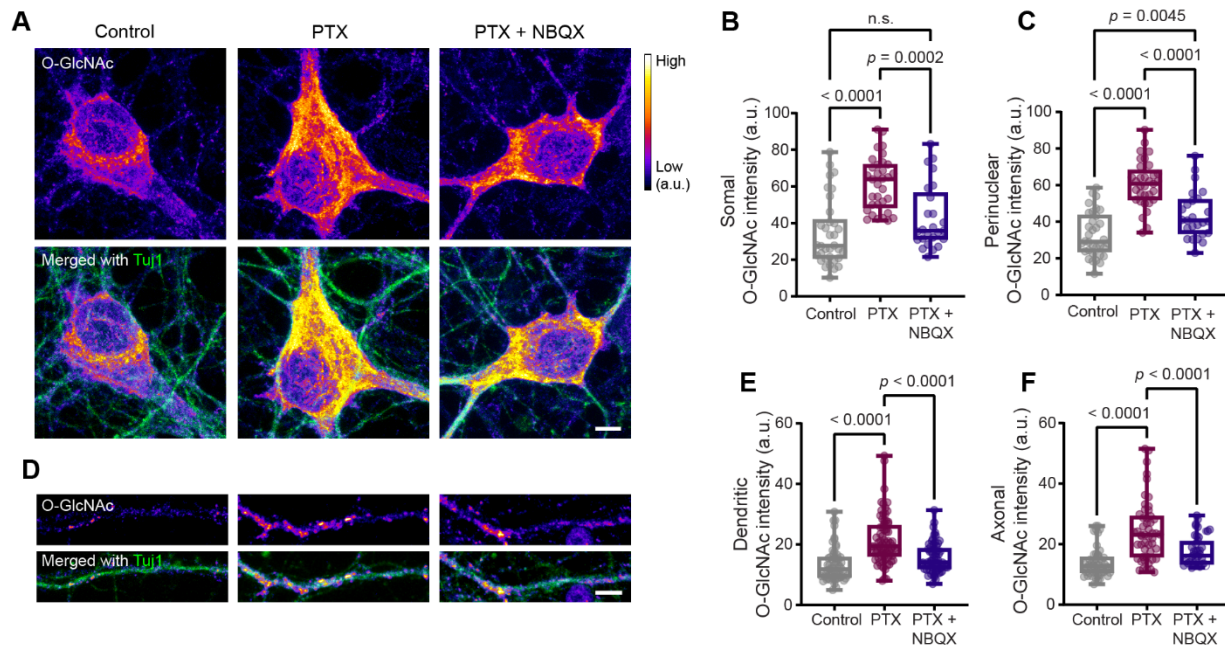 A
Control
PTX
PTX + NBQX
O-GlcNAc
High
Low
(a.u.)
Merged with Tuj1
B
n.s.
p = 0.0002
< 0.0001
Somal
O-GlcNAc intensity (a.u.)
100
80
60
40
20
0
Control
PTX
PTX +
NBQX
C
p = 0.0045
< 0.0001
< 0.0001
Perinuclear
O-GlcNAc intensity (a.u.)
100
80
60
40
20
0
Control
PTX
PTX +
NBQX
D
O-GlcNAc
Merged with Tuj1
E
p < 0.0001
< 0.0001
Dendritic
O-GlcNAc intensity (a.u.)
60
40
20
0
Control
PTX
PTX +
NBQX
F
p < 0.0001
< 0.0001
Axonal
O-GlcNAc intensity (a.u.)
60
40
20
0
Control
PTX
PTX +
NBQX